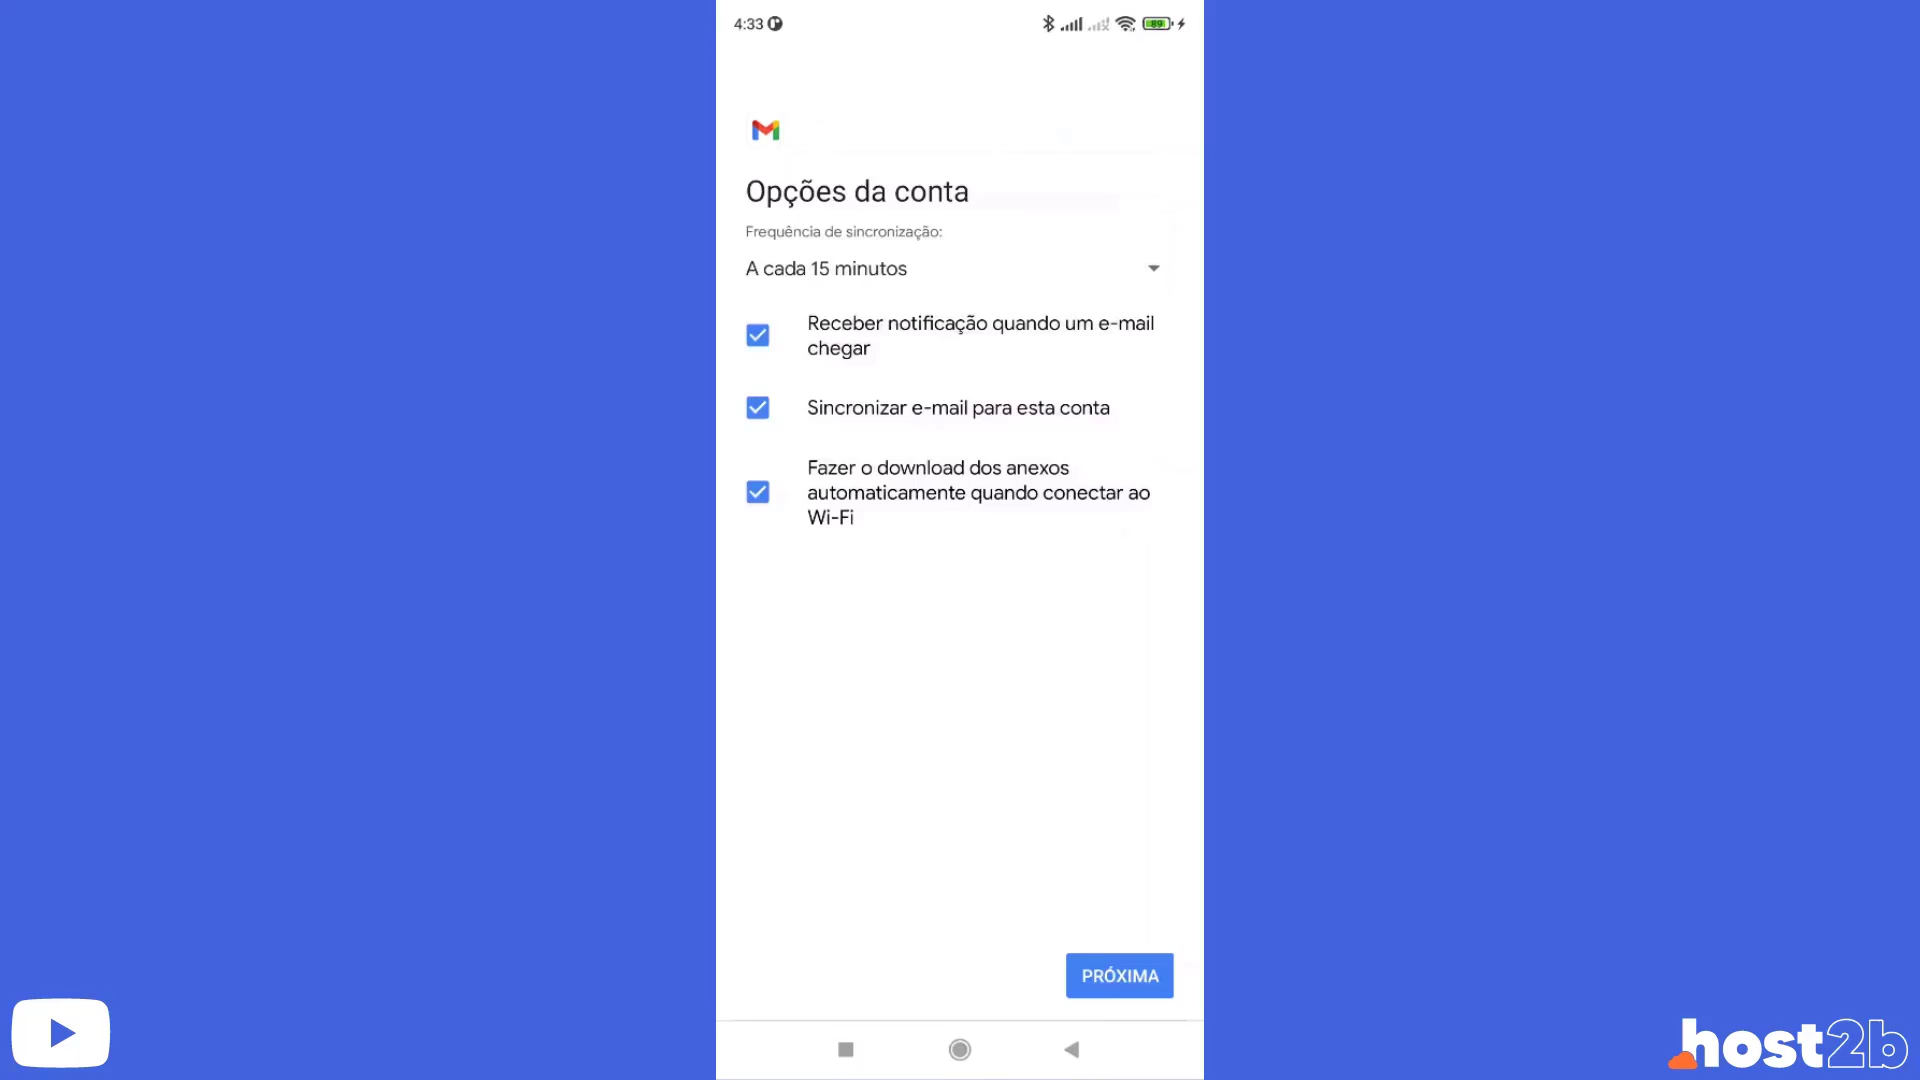 4:33
89
Opções da conta
Frequência de sincronização:
A cada 15 minutos
Receber notificação quando um e-mail
chegar
Sincronizar e-mail para esta conta
Fazer o download dos anexos
automaticamente quando conectar ao
Wi-Fi
PRÓXIMA
host2b